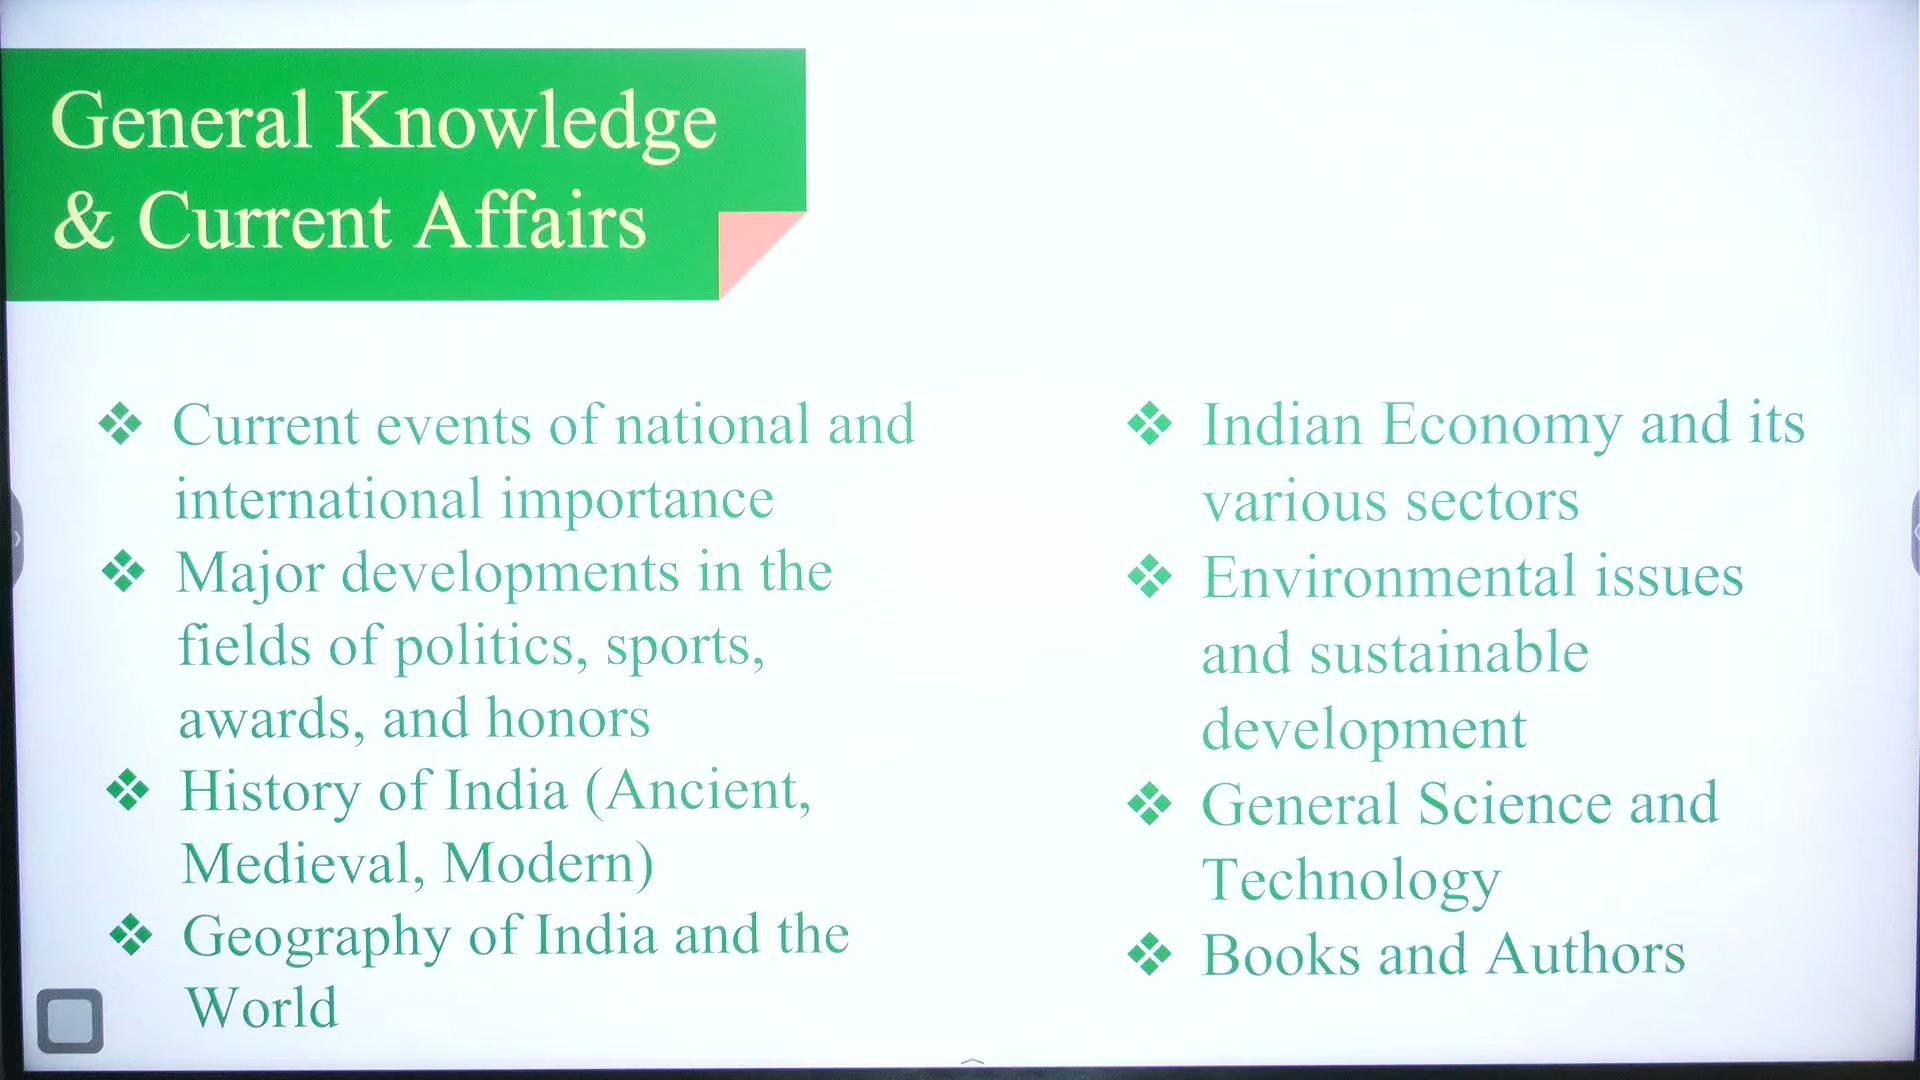 General Knowledge
& Current Affairs
❖ Current events of national and
international importance
❖ Major developments in the
fields of politics, sports,
awards, and honors
❖ History of India (Ancient,
Medieval, Modern)
❖ Geography of India and the
World
❖ Indian Economy and its
various sectors
❖ Environmental issues
and sustainable
development
❖ General Science and
Technology
❖ Books and Authors